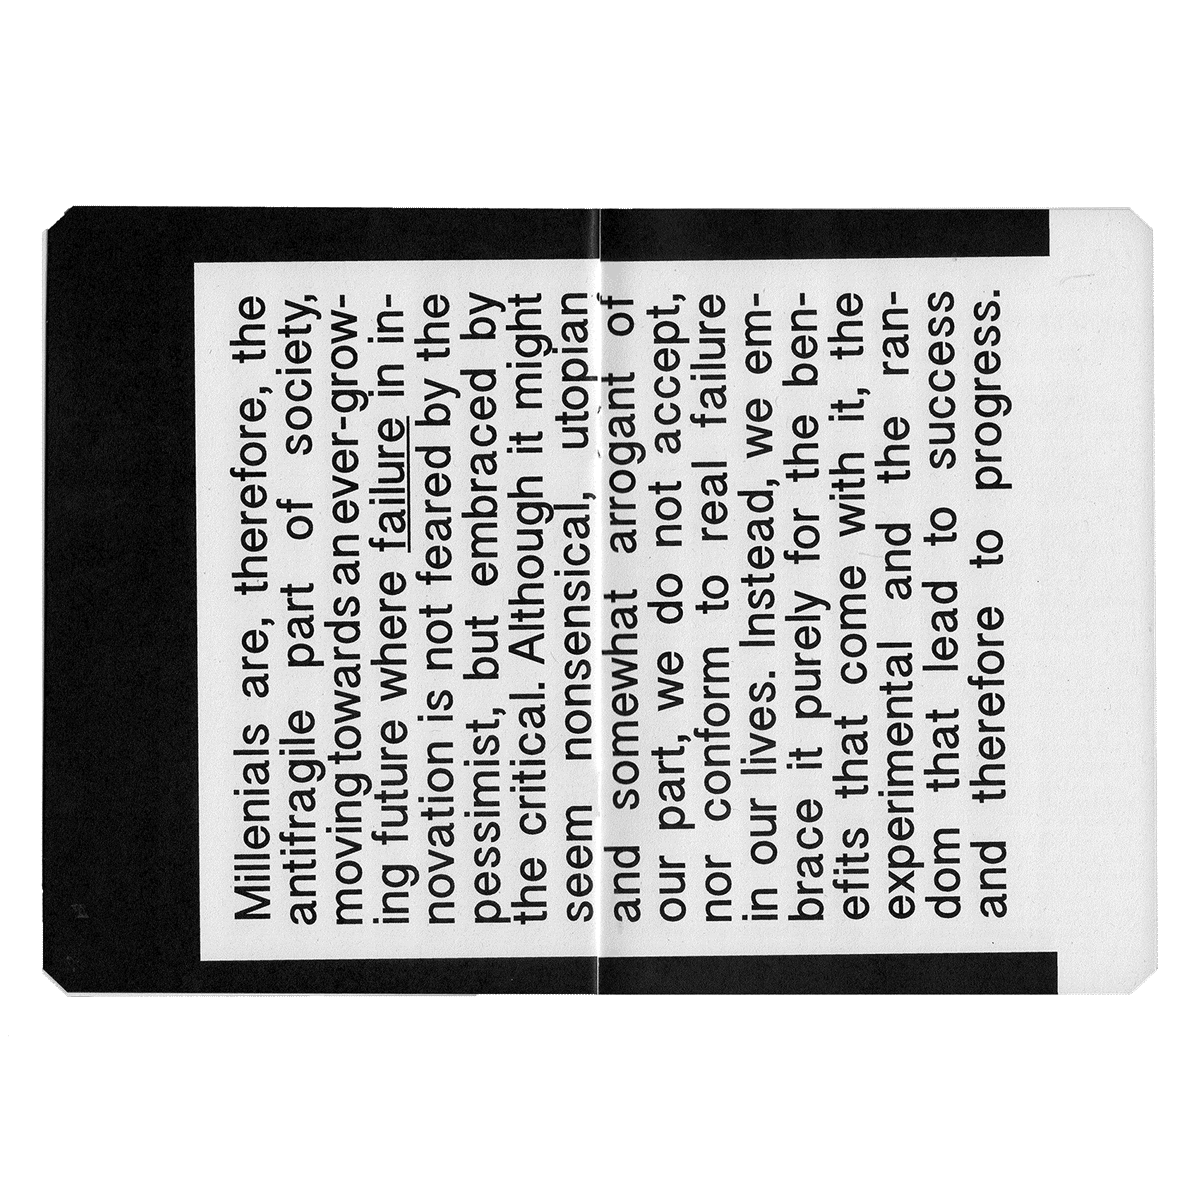 Millenials are, therefore, the
antifragile part of society,
moving towards an ever-grow-
ing future where failure in in-
novation is not feared by the
pessimist, but embraced by
the critical. Although it might
seem nonsensical, utopian
and somewhat arrogant of
our part, we do not accept,
nor conform to real failure
in our lives. Instead, we em-
brace it purely for the ben-
efits that come with it, the
experimental and the ran-
dom that lead to success
and therefore to progress.